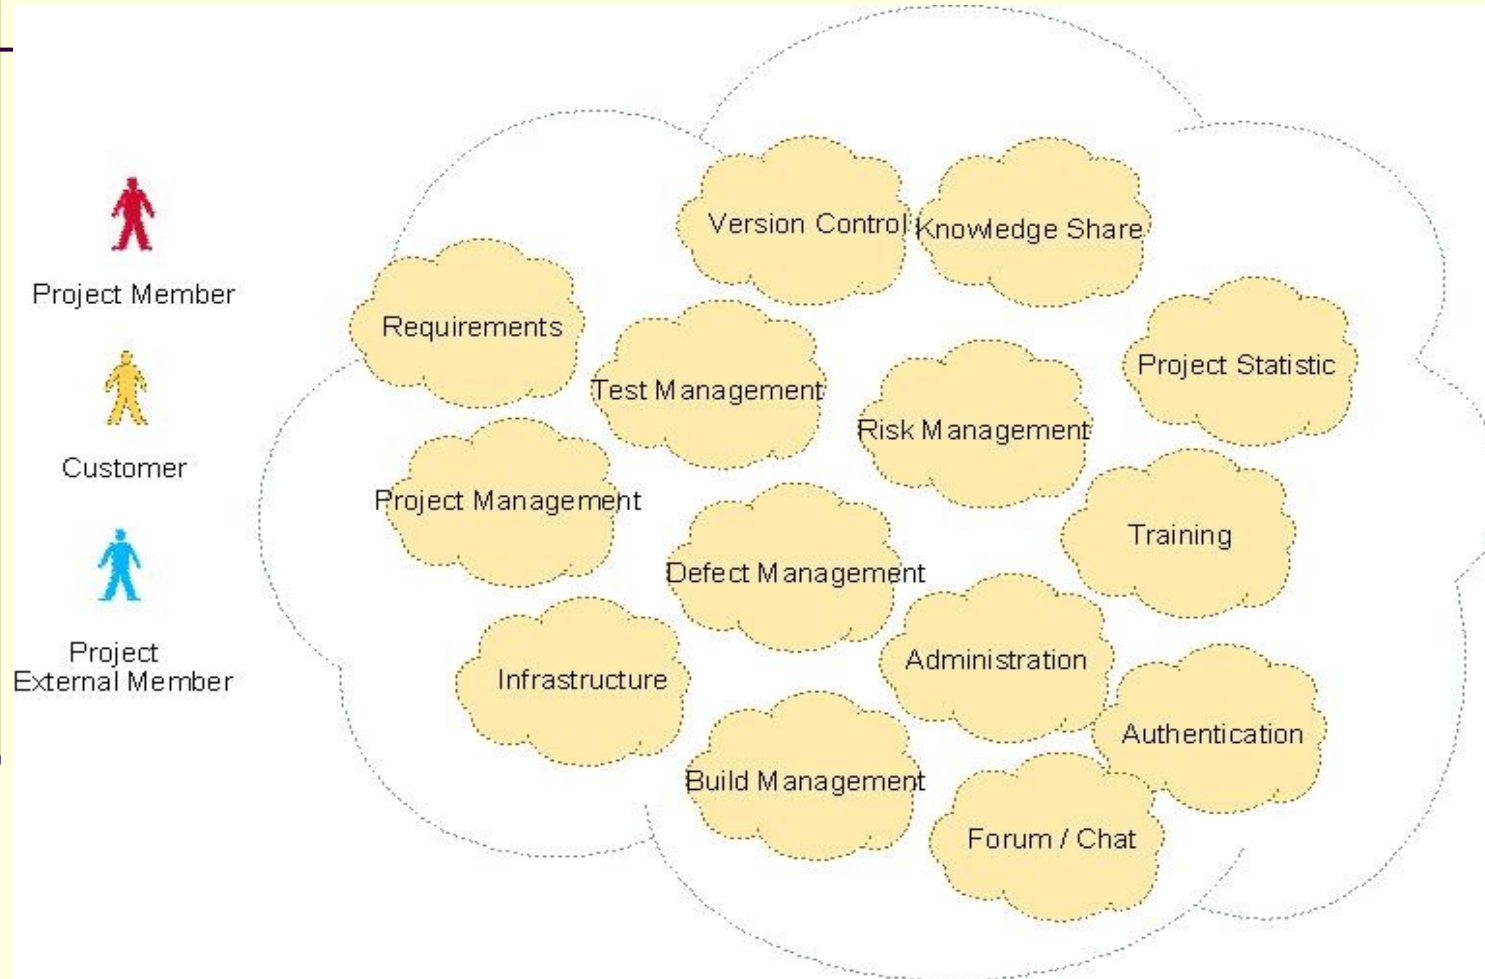 Project Member
Customer
Project
External Member
Version Control
Knowledge Share
Requirements
Project Statistic
Test Management
Risk Management
Project Management
Training
Defect Management
Administration
Infrastructure
Authentication
Build Management
Forum / Chat